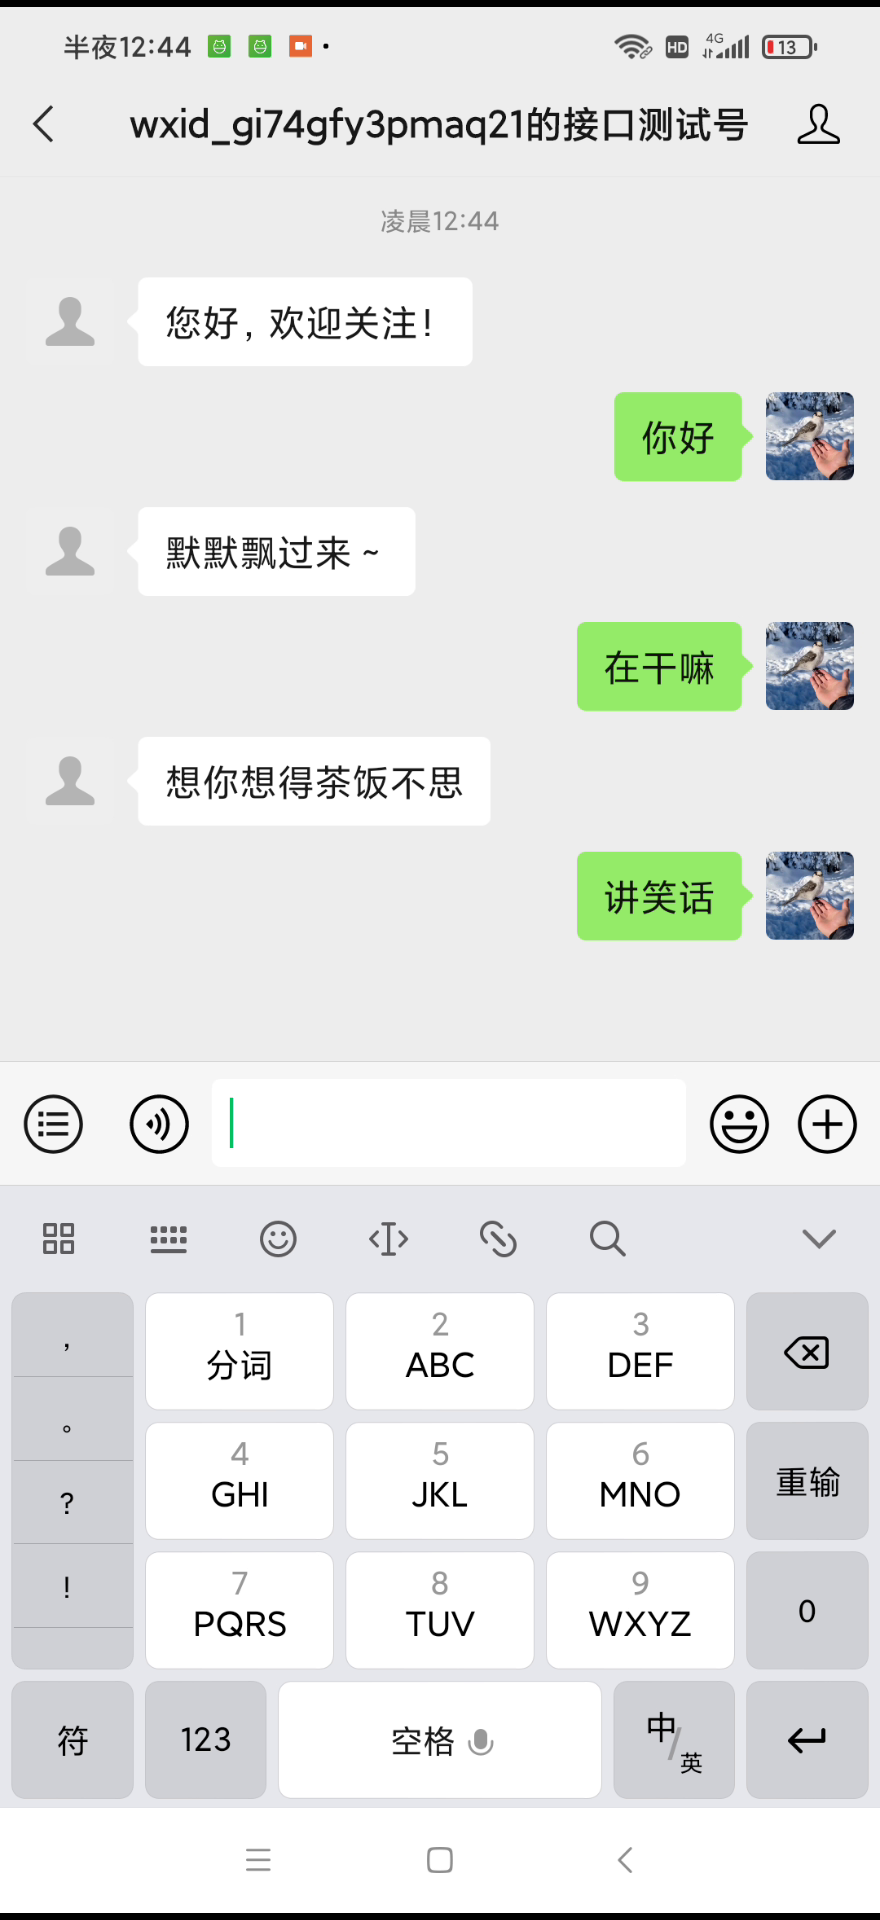 半夜12:44
HD 4G 13
wxid_gi74gfy3pmaq21的接口测试号
凌晨12:44
您好，欢迎关注！
你好
默默飘过来～
在干嘛
想你想得茶饭不思
讲笑话
，
1
分词
2
ABC
3
DEF
。
4
GHI
5
JKL
6
MNO
重输
？
！
7
PQRS
8
TUV
9
WXYZ
0
符
123
空格
中/英